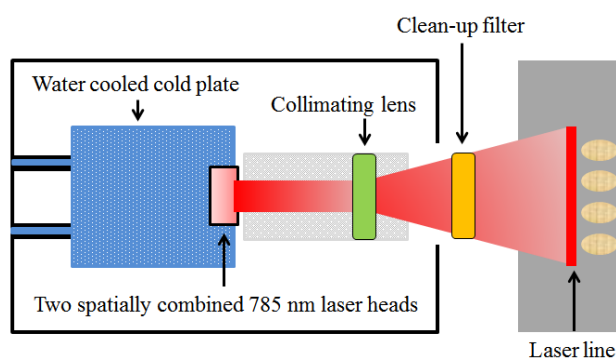 Clean-up filter
Water cooled cold plate
Collimating lens
Two spatially combined 785 nm laser heads
Laser line